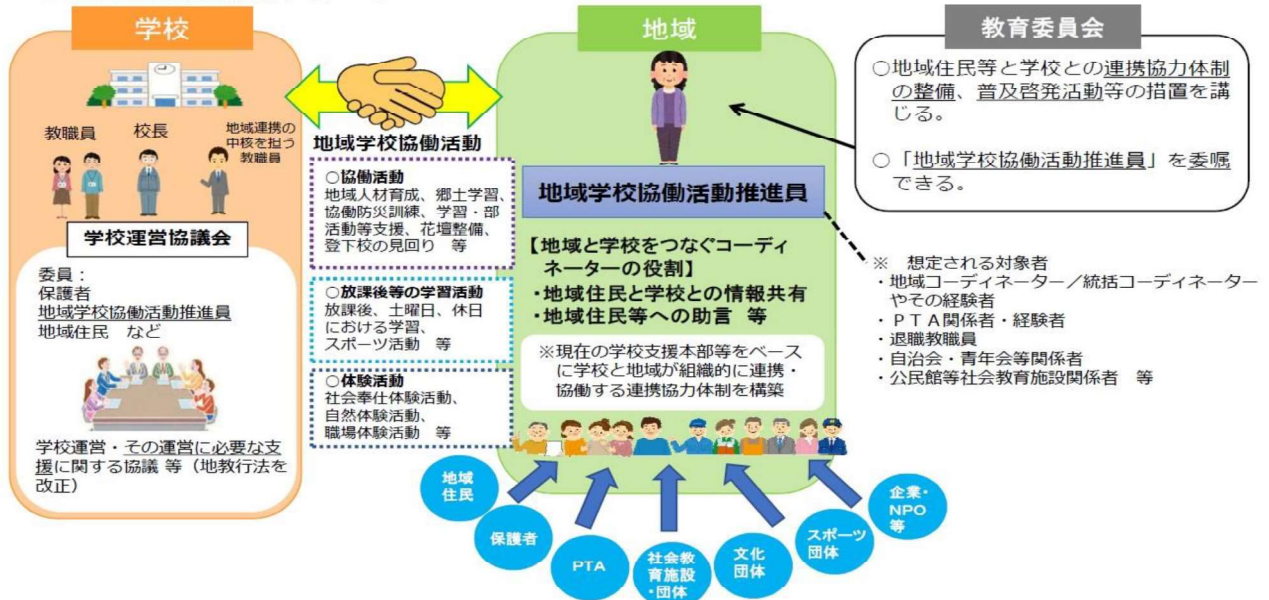 学校
教職員
校長
地域連携の
中核を担う
教職員
学校運営協議会
委員:
保護者
地域学校協働活動推進員
地域住民 など
学校運営・その運営に必要な支
援に関する協議 等(地教行法を
改正)
地域学校協働活動
○協働活動
地域人材育成、郷土学習、
協働防災訓練、学習・部
活動等支援、花壇整備、
登下校の見回り 等
○放課後等の学習活動
放課後、土曜日、休日
における学習、
スポーツ活動 等
○体験活動
社会奉仕体験活動、
自然体験活動、
職場体験活動 等
地域
地域学校協働活動推進員
【地域と学校をつなぐコーディ
ネーターの役割】
・地域住民と学校との情報共有
・地域住民等への助言 等
※現在の学校支援本部等をベース
に学校と地域が組織的に連携・
協働する連携協力体制を構築
地域
住民
保護者
PTA
社会教
育施設
・団体
文化
団体
スポーツ
団体
企業・
NPO
等
教育委員会
○地域住民等と学校との連携協力体制
の整備、普及啓発活動等の措置を講
じる。
○「地域学校協働活動推進員」を委嘱
できる。
※ 想定される対象者
・地域コーディネーター/統括コーディネーター
やその経験者
・PTA関係者・経験者
・退職教職員
・自治会・青年会等関係者
・公民館等社会教育施設関係者 等